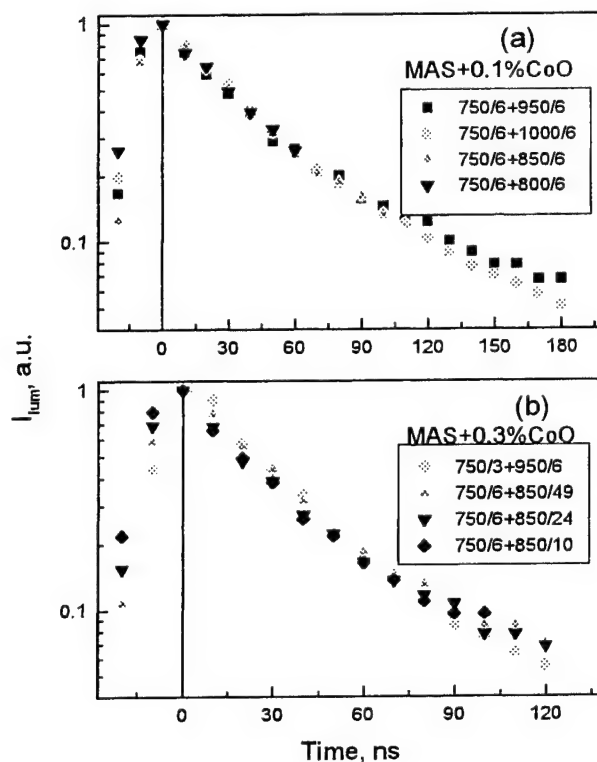 1
0.1
(a)
MAS+0.1%CoO
750/6+950/6
750/6+1000/6
750/6+850/6
750/6+800/6
0 30 60 90 120 150 180
I lum, a.u.
1
0.1
(b)
MAS+0.3%CoO
750/3+950/6
750/6+850/49
750/6+850/24
750/6+850/10
0 30 60 90 120
Time, ns